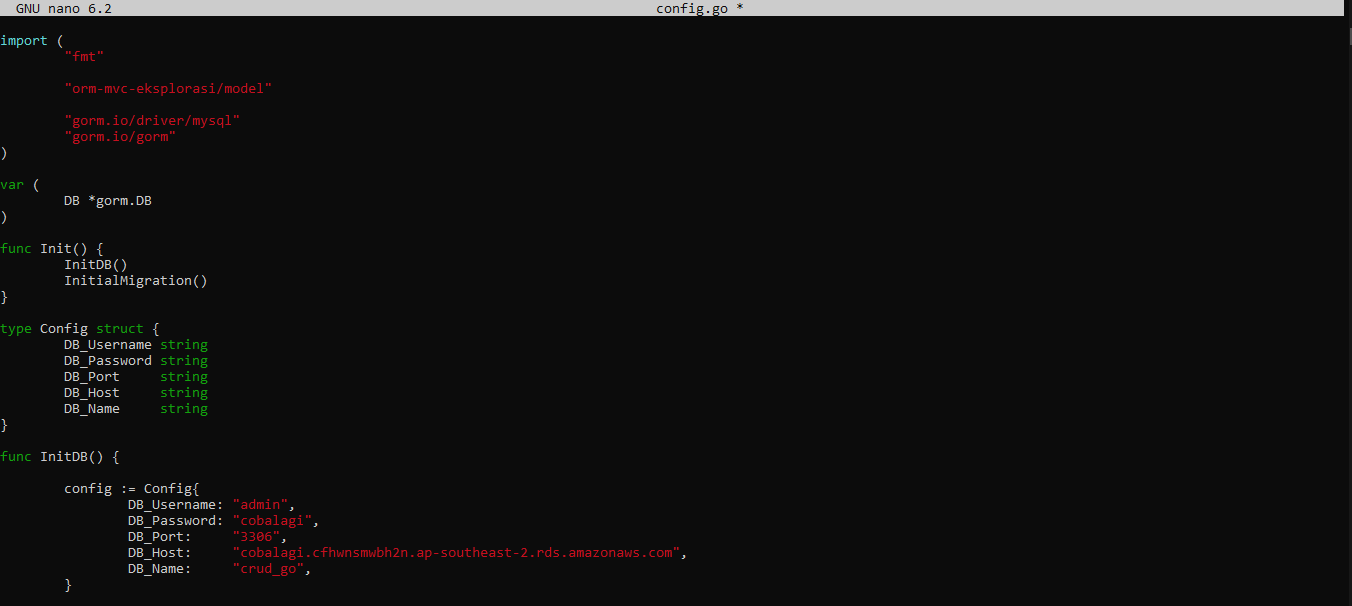 GNU nano 6.2 config.go *
import (
"fmt"
"orm-mvc-eksplorasi/model"
"gorm.io/driver/mysql"
"gorm.io/gorm"
)
var (
DB *gorm.DB
)
func Init() {
InitDB()
InitialMigration()
}
type Config struct {
DB_Username string
DB_Password string
DB_Port string
DB_Host string
DB_Name string
}
func InitDB() {
config := Config{
DB_Username: "admin",
DB_Password: "cobalagi",
DB_Port: "3306",
DB_Host: "cobalagi.cfhwnsmwbh2n.ap-southeast-2.rds.amazonaws.com",
DB_Name: "crud_go",
}